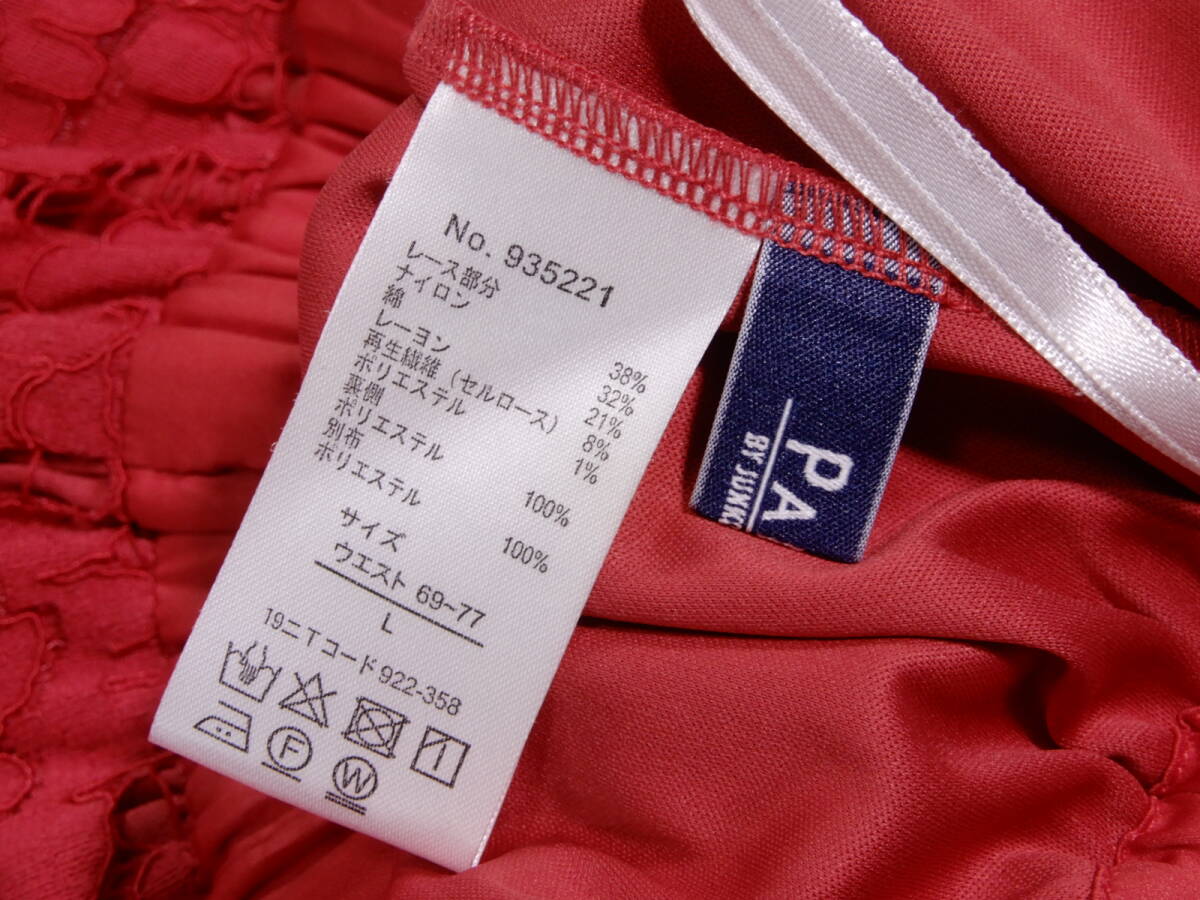 No. 935221
レース部分
ナイロン 38%
綿 32%
レーヨン 21%
再生繊維（セルロース） 8%
ポリエステル 1%
裏側
ポリエステル 100%
別布
ポリエステル 100%
サイズ
ウエスト 69~77
L
19ニTコード922-358
F
W
PA
BY JUNK